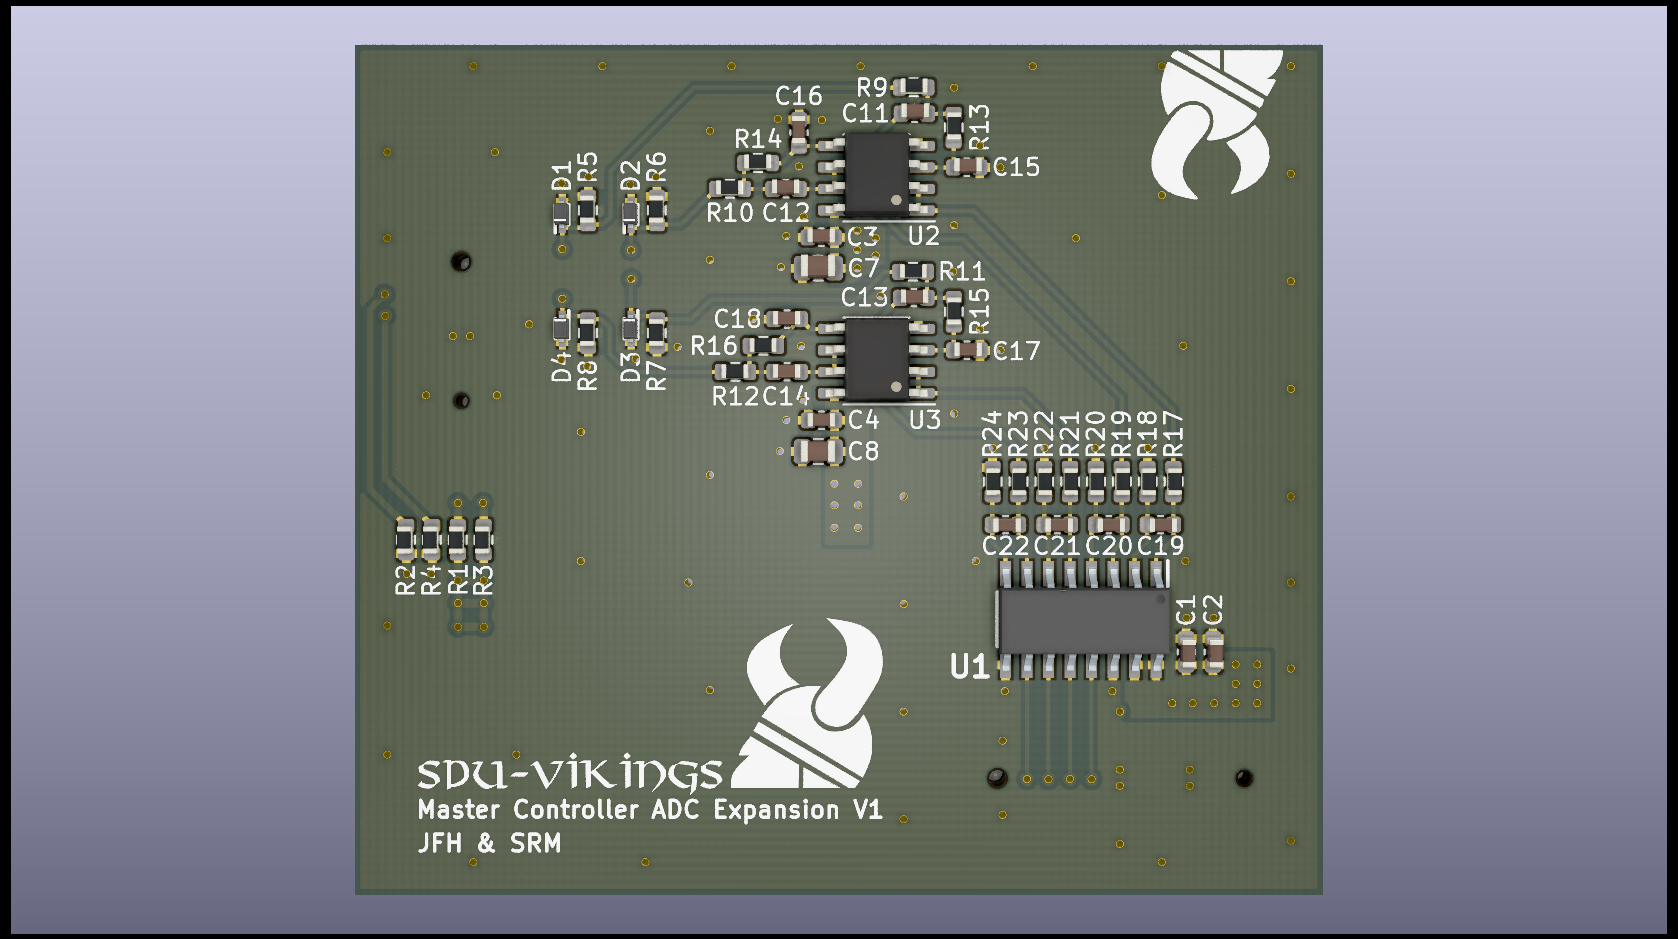 R9
C16
C11
R13
R14
C15
D1
R5
D2
R6
R10
C12
C3
U2
C7
R11
C13
R15
C18
R16
C17
D4
R8
D3
R7
R12
C14
C4
U3
C8
R24
R23
R22
R21
R20
R19
R18
R17
C22
C21
C20
C19
R2
R4
R1
R3
C1
C2
U1
SDU-Vikings
Master Controller ADC Expansion V1
JFH & SRM